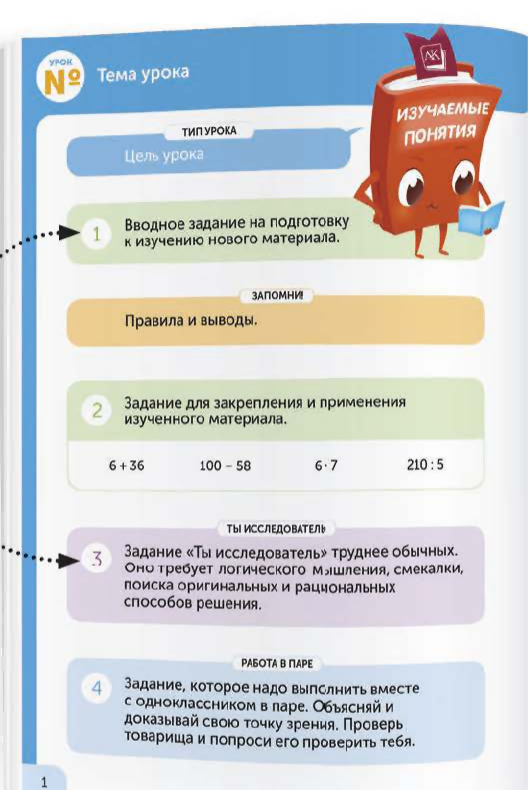 УРОК
№
Тема урока
АК
ИЗУЧАЕМЫЕ
ПОНЯТИЯ
ТИП УРОКА
Цель урока
1
Вводное задание на подготовку
к изучению нового материала.
ЗАПОМНИ!
Правила и выводы.
2
Задание для закрепления и применения
изученного материала.
6 + 36 100 – 58 6 · 7 210 : 5
ТЫ ИССЛЕДОВАТЕЛЬ
3
Задание «Ты исследователь» труднее обычных.
Оно требует логического мышления, смекалки,
поиска оригинальных и рациональных
способов решения.
РАБОТА В ПАРЕ
4
Задание, которое надо выполнить вместе
с одноклассником в паре. Объясняй и
доказывай свою точку зрения. Проверь
товарища и попроси его проверить тебя.
1